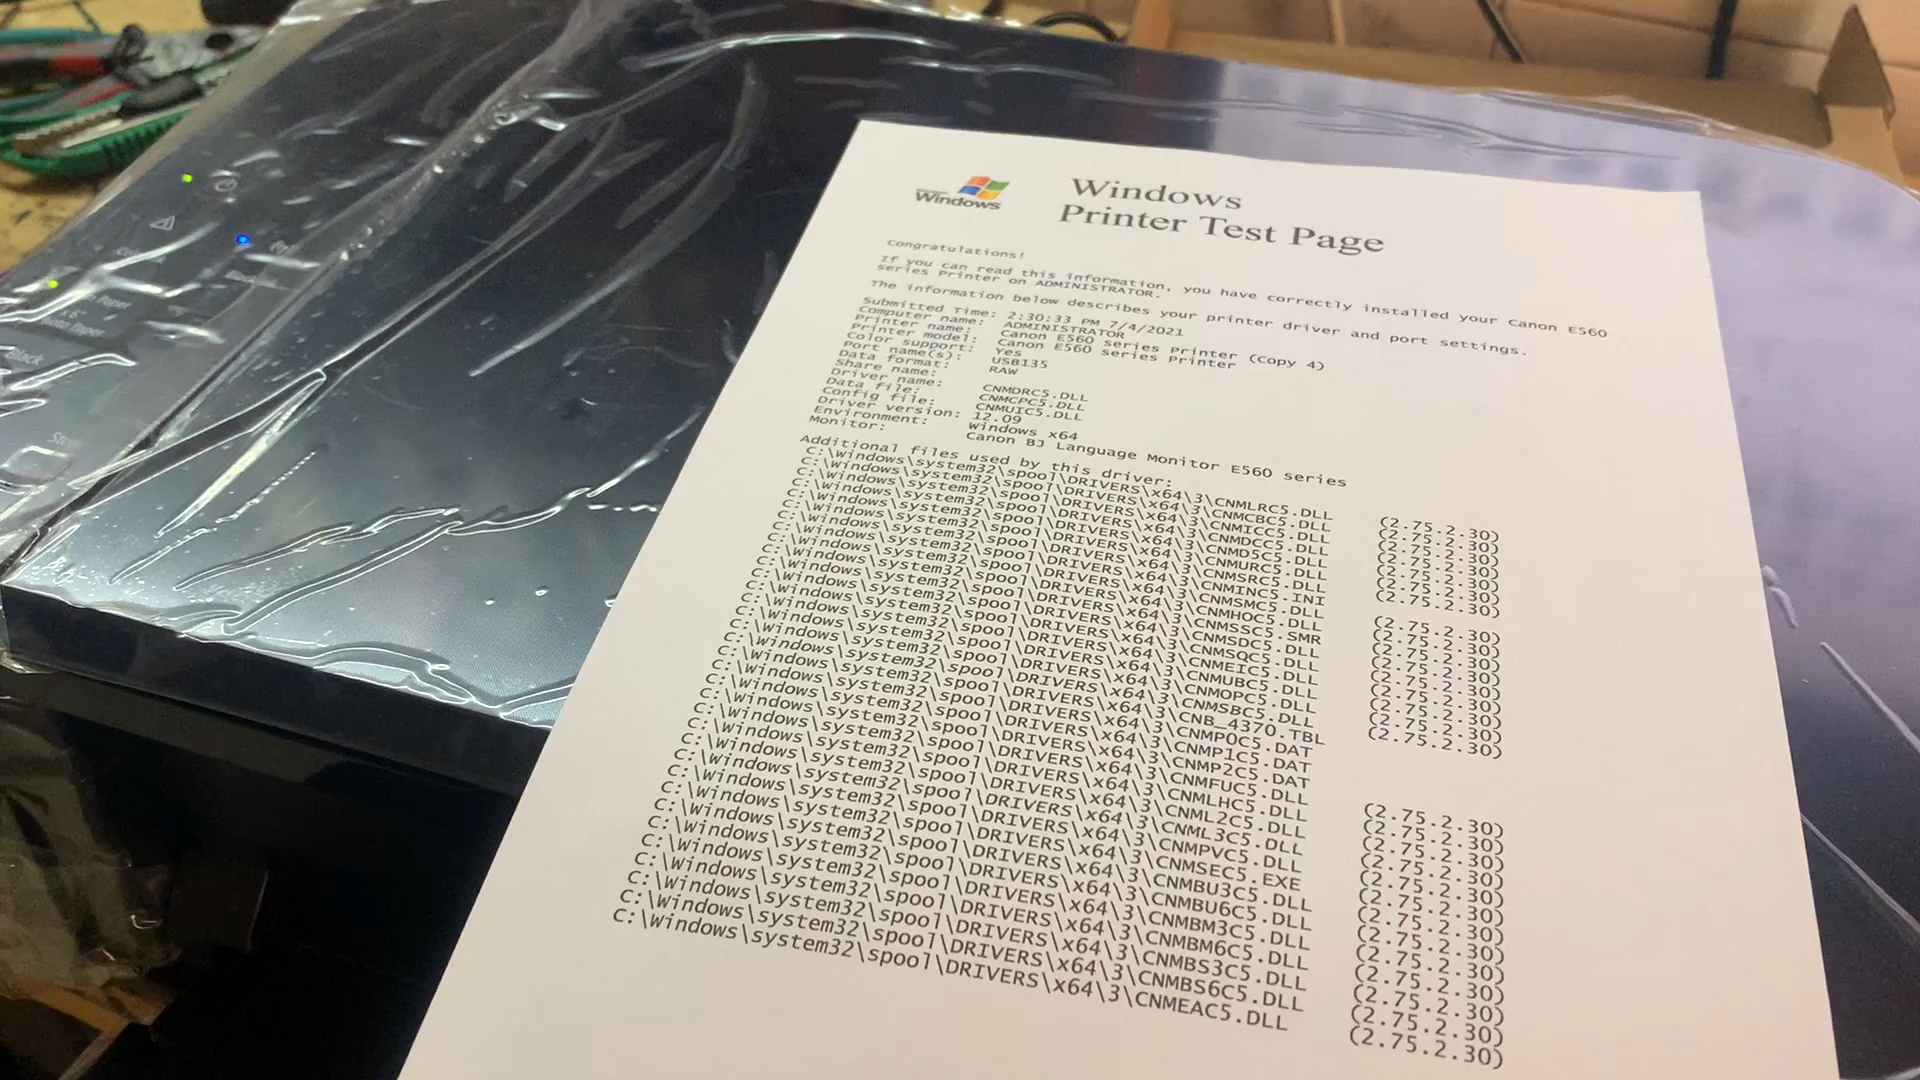 Windows
Windows
Printer Test Page
Congratulations!
If you can read this information, you have correctly installed your Canon E560
series Printer on ADMINISTRATOR.
The information below describes your printer driver and port settings.
Submitted Time: 2:30:33 PM 7/4/2021
Computer name: ADMINISTRATOR
Printer name: Canon E560 series Printer (Copy 4)
Printer model: Canon E560 series Printer
Color support: Yes
Port name(s): USB135
Data format: RAW
Share name:
Driver name: CNMDRC5.DLL
Data file: CNMCPC5.DLL
Config file: CNMUIC5.DLL
Driver version: 12.09
Environment: Windows x64
Monitor: Canon BJ Language Monitor E560 series
Additional files used by this driver:
C:\Windows\system32\spool\DRIVERS\x64\3\CNMLRC5.DLL (2.75.2.30)
C:\Windows\system32\spool\DRIVERS\x64\3\CNMCBC5.DLL (2.75.2.30)
C:\Windows\system32\spool\DRIVERS\x64\3\CNMICC5.DLL (2.75.2.30)
C:\Windows\system32\spool\DRIVERS\x64\3\CNMDCC5.DLL (2.75.2.30)
C:\Windows\system32\spool\DRIVERS\x64\3\CNMD5C5.DLL (2.75.2.30)
C:\Windows\system32\spool\DRIVERS\x64\3\CNMURC5.DLL (2.75.2.30)
C:\Windows\system32\spool\DRIVERS\x64\3\CNMSRC5.DLL (2.75.2.30)
C:\Windows\system32\spool\DRIVERS\x64\3\CNMINC5.INI
C:\Windows\system32\spool\DRIVERS\x64\3\CNMSMC5.DLL (2.75.2.30)
C:\Windows\system32\spool\DRIVERS\x64\3\CNMHOC5.DLL (2.75.2.30)
C:\Windows\system32\spool\DRIVERS\x64\3\CNMSSC5.SMR (2.75.2.30)
C:\Windows\system32\spool\DRIVERS\x64\3\CNMSDC5.DLL (2.75.2.30)
C:\Windows\system32\spool\DRIVERS\x64\3\CNMSQC5.DLL (2.75.2.30)
C:\Windows\system32\spool\DRIVERS\x64\3\CNMEIC5.DLL (2.75.2.30)
C:\Windows\system32\spool\DRIVERS\x64\3\CNMUBC5.DLL (2.75.2.30)
C:\Windows\system32\spool\DRIVERS\x64\3\CNMOPC5.DLL (2.75.2.30)
C:\Windows\system32\spool\DRIVERS\x64\3\CNMSBC5.DLL (2.75.2.30)
C:\Windows\system32\spool\DRIVERS\x64\3\CNB_4370.TBL
C:\Windows\system32\spool\DRIVERS\x64\3\CNMP0C5.DAT
C:\Windows\system32\spool\DRIVERS\x64\3\CNMP1C5.DAT
C:\Windows\system32\spool\DRIVERS\x64\3\CNMP2C5.DAT
C:\Windows\system32\spool\DRIVERS\x64\3\CNMFUC5.DLL (2.75.2.30)
C:\Windows\system32\spool\DRIVERS\x64\3\CNMLHC5.DLL (2.75.2.30)
C:\Windows\system32\spool\DRIVERS\x64\3\CNML2C5.DLL (2.75.2.30)
C:\Windows\system32\spool\DRIVERS\x64\3\CNML3C5.DLL (2.75.2.30)
C:\Windows\system32\spool\DRIVERS\x64\3\CNMPVC5.DLL (2.75.2.30)
C:\Windows\system32\spool\DRIVERS\x64\3\CNMSEC5.EXE (2.75.2.30)
C:\Windows\system32\spool\DRIVERS\x64\3\CNMBU3C5.DLL (2.75.2.30)
C:\Windows\system32\spool\DRIVERS\x64\3\CNMBU6C5.DLL (2.75.2.30)
C:\Windows\system32\spool\DRIVERS\x64\3\CNMBM3C5.DLL (2.75.2.30)
C:\Windows\system32\spool\DRIVERS\x64\3\CNMBM6C5.DLL (2.75.2.30)
C:\Windows\system32\spool\DRIVERS\x64\3\CNMBS3C5.DLL (2.75.2.30)
C:\Windows\system32\spool\DRIVERS\x64\3\CNMBS6C5.DLL (2.75.2.30)
C:\Windows\system32\spool\DRIVERS\x64\3\CNMEAC5.DLL (2.75.2.30)
Paper
Paper
Black